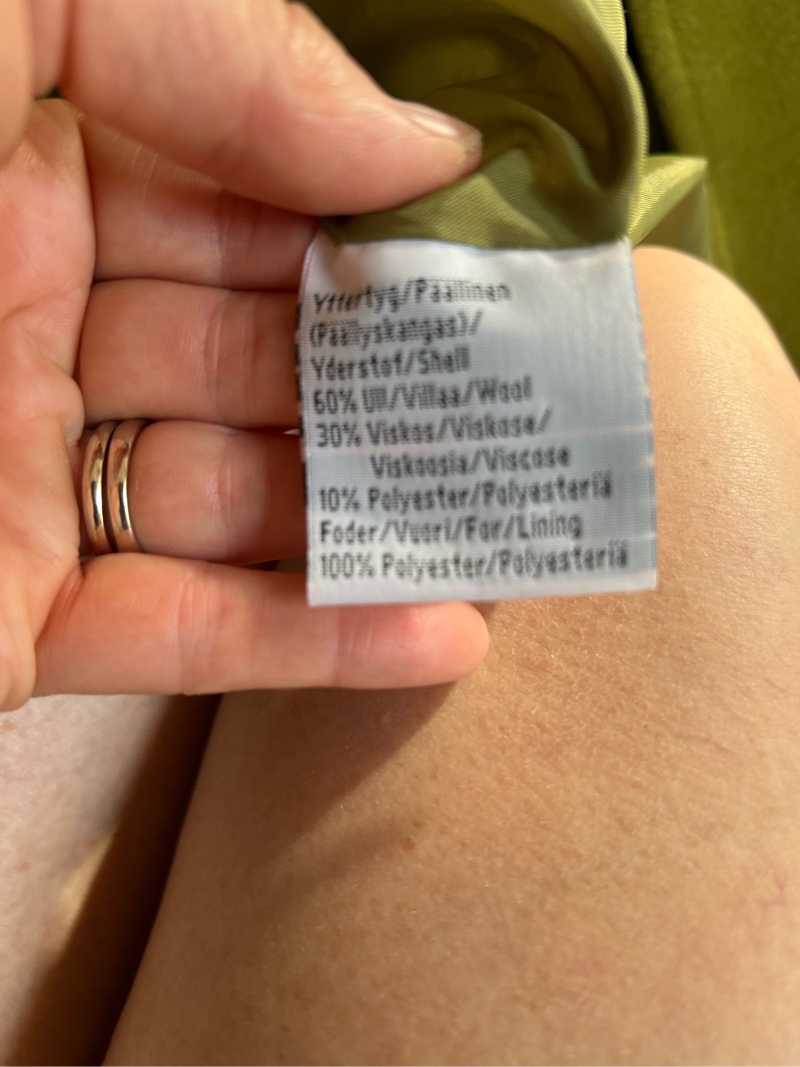 Yttertyg/Päällinen
(Päällyskangas)/
Yderstof/Shell
60% Ull/Villaa/Wool
30% Viskos/Viskose/
Viskoosia/Viscose
10% Polyester/Polyesteriä
Foder/Vuori/For/Lining
100% Polyester/Polyesteriä